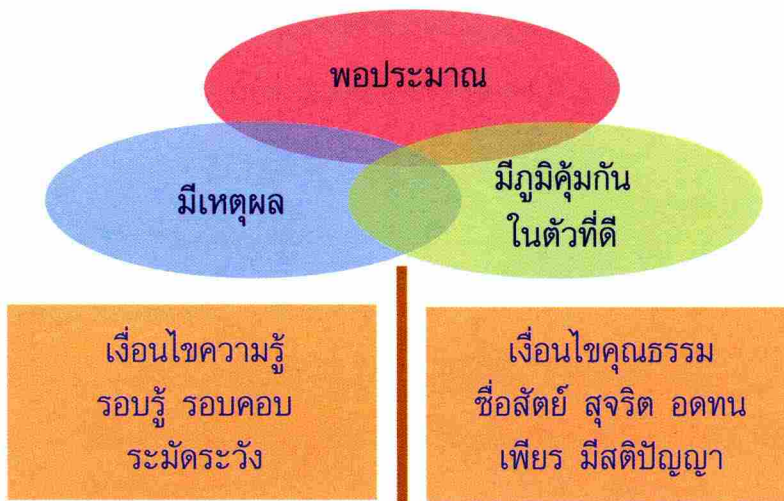 พอประมาณ
มีเหตุผล
มีภูมิคุ้มกัน
ในตัวที่ดี
เงื่อนไขความรู้
รอบรู้ รอบคอบ
ระมัดระวัง
เงื่อนไขคุณธรรม
ซื่อสัตย์ สุจริต อดทน
เพียร มีสติปัญญา